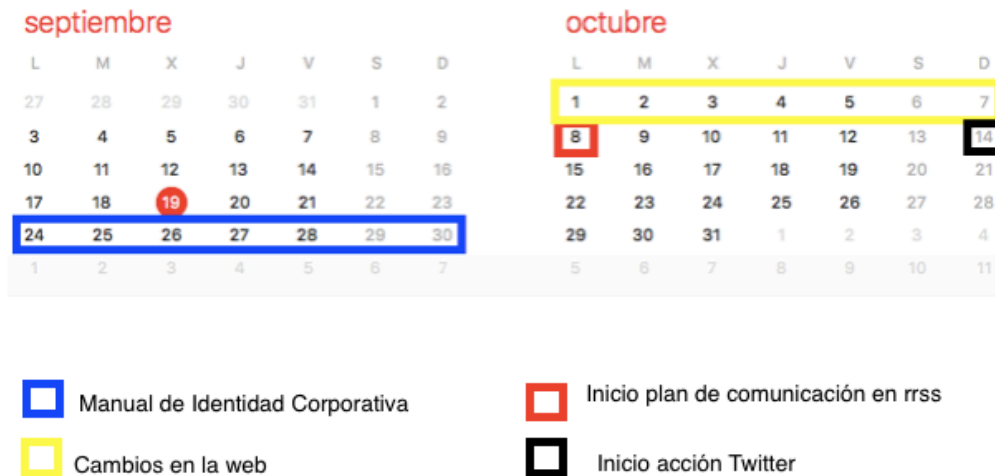 septiembre
L M X J V S D
27 28 29 30 31 1 2
3 4 5 6 7 8 9
10 11 12 13 14 15 16
17 18 19 20 21 22 23
24 25 26 27 28 29 30
1 2 3 4 5 6 7
octubre
L M X J V S D
1 2 3 4 5 6 7
8 9 10 11 12 13 14
15 16 17 18 19 20 21
22 23 24 25 26 27 28
29 30 31 1 2 3 4
5 6 7 8 9 10 11
Manual de Identidad Corporativa
Cambios en la web
Inicio plan de comunicación en rrss
Inicio acción Twitter